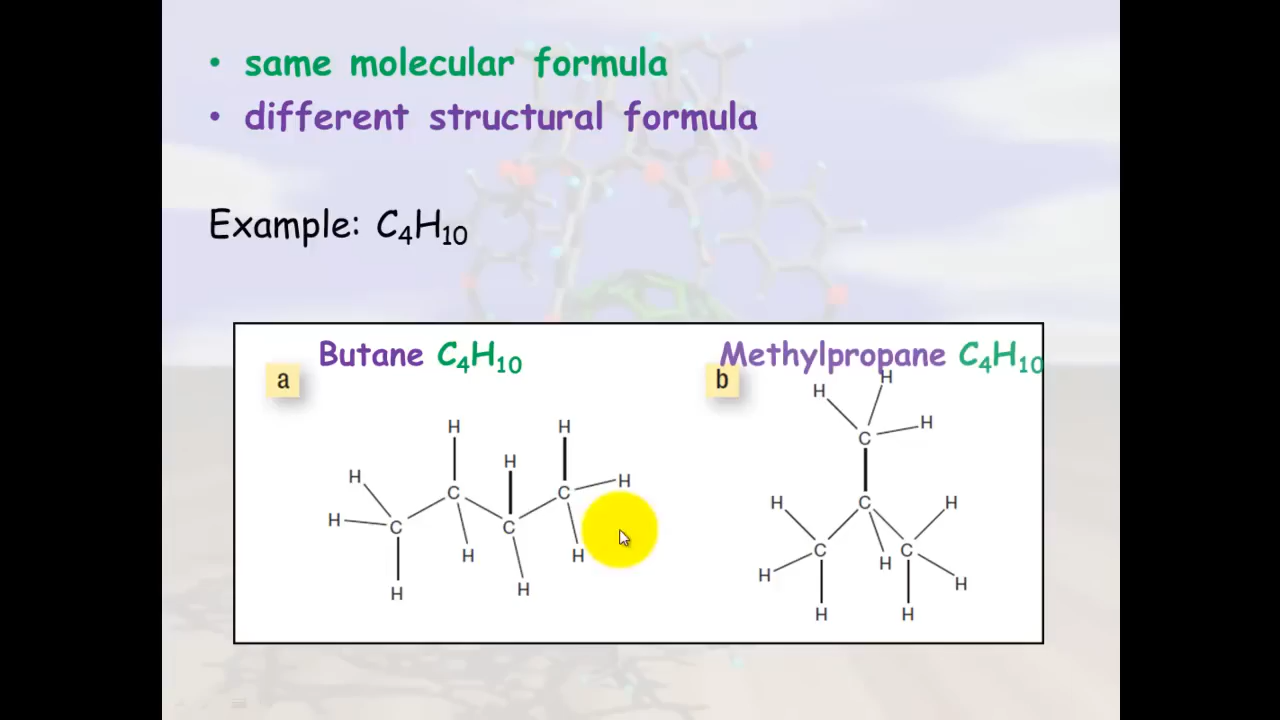 • same molecular formula
• different structural formula
Example: C₄H₁₀
Butane C₄H₁₀
a
H
H
H
H
H
H
H
H
H
H
C
C
C
C
Methylpropane C₄H₁₀
b
H
H
H
C
C
H
H
C
C
H
H
H
H
H